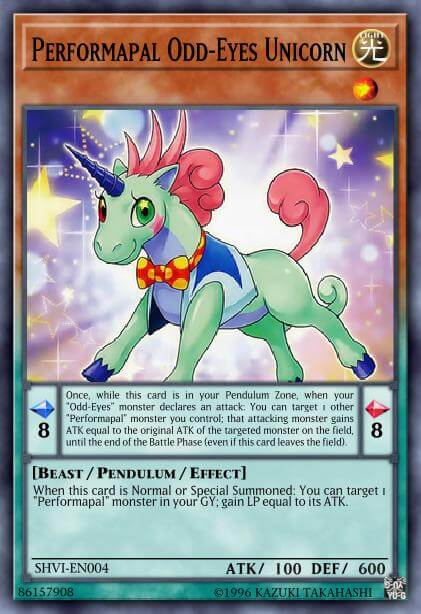 PERFORMAPAL ODD-EYES UNICORN
LIGHT
光
Once, while this card is in your Pendulum Zone, when your
"Odd-Eyes" monster declares an attack: You can target 1 other
"Performapal" monster you control; that attacking monster gains
ATK equal to the original ATK of the targeted monster on the field,
until the end of the Battle Phase (even if this card leaves the field).
8
8
[BEAST / PENDULUM / EFFECT]
When this card is Normal or Special Summoned: You can target 1
"Performapal" monster in your GY; gain LP equal to its ATK.
SHVI-EN004
ATK/ 100 DEF/ 600
86157908
©1996 KAZUKI TAKAHASHI